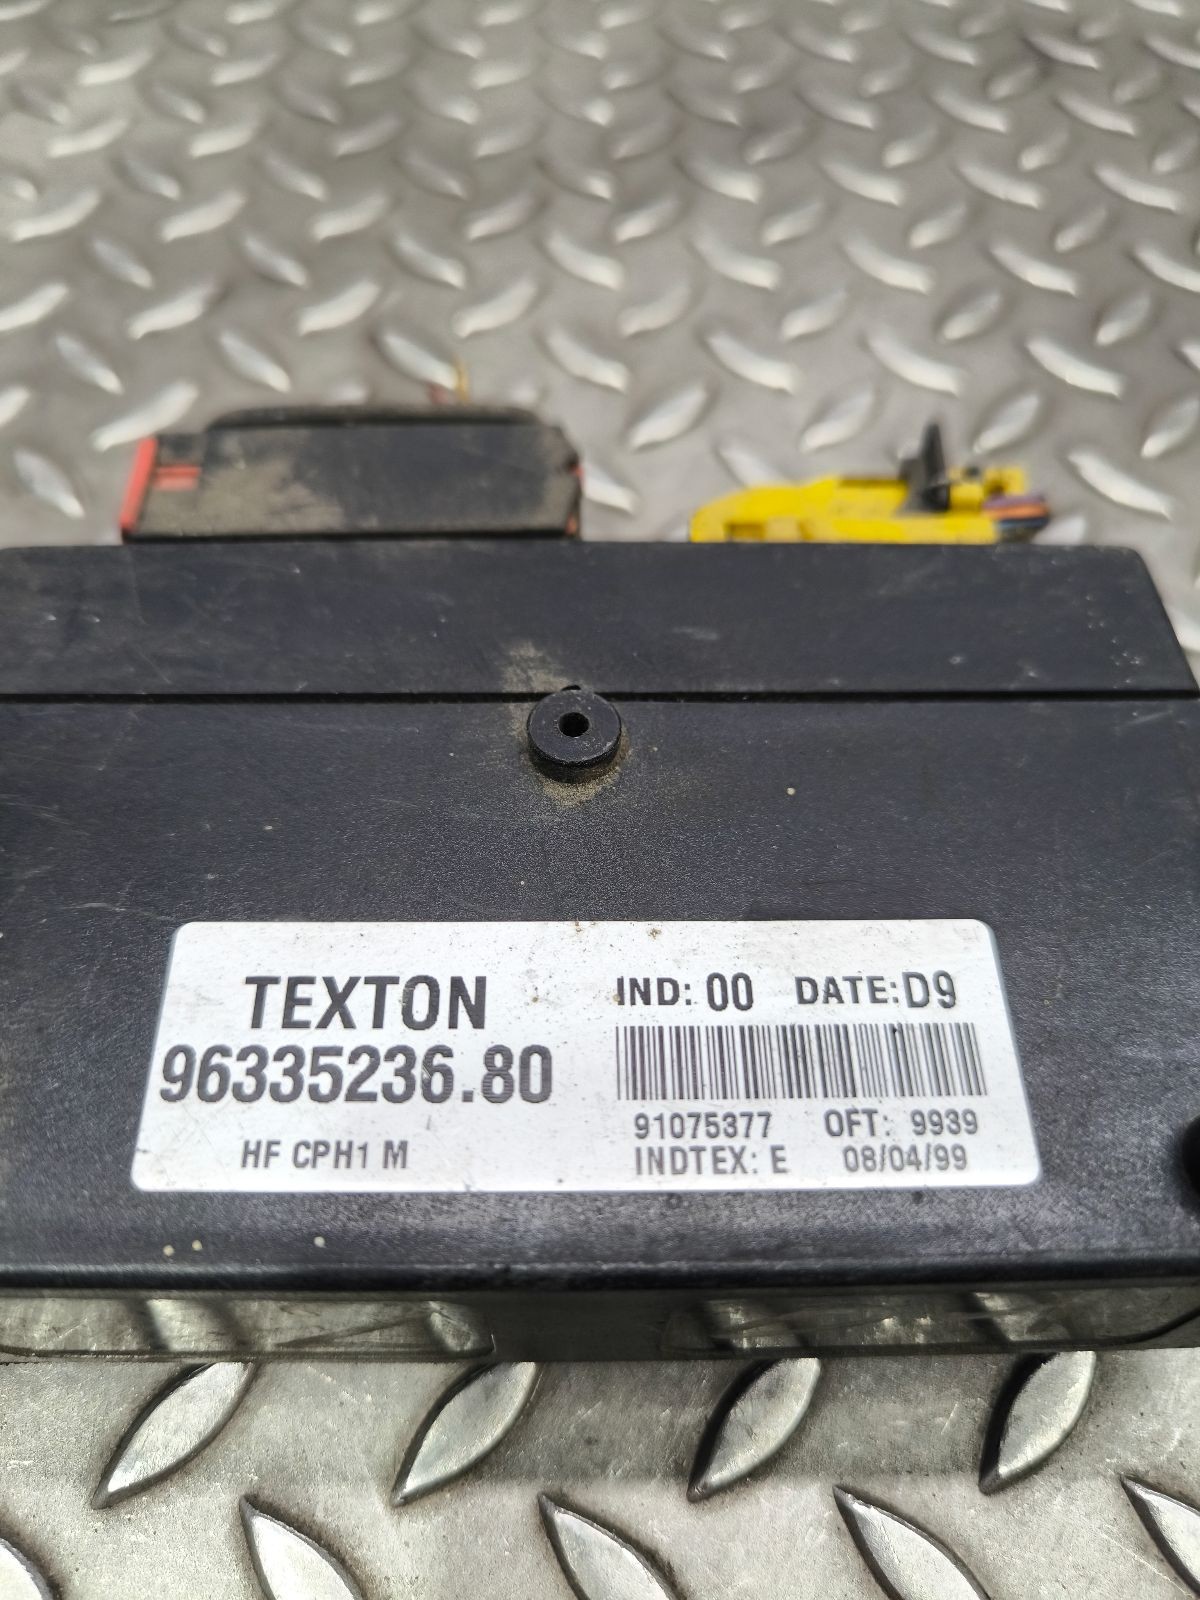 TEXTON
96335236.80
HF CPH1 M
IND: 00 DATE:D9
91075377 OFT: 9939
INDTEX: E 08/04/99